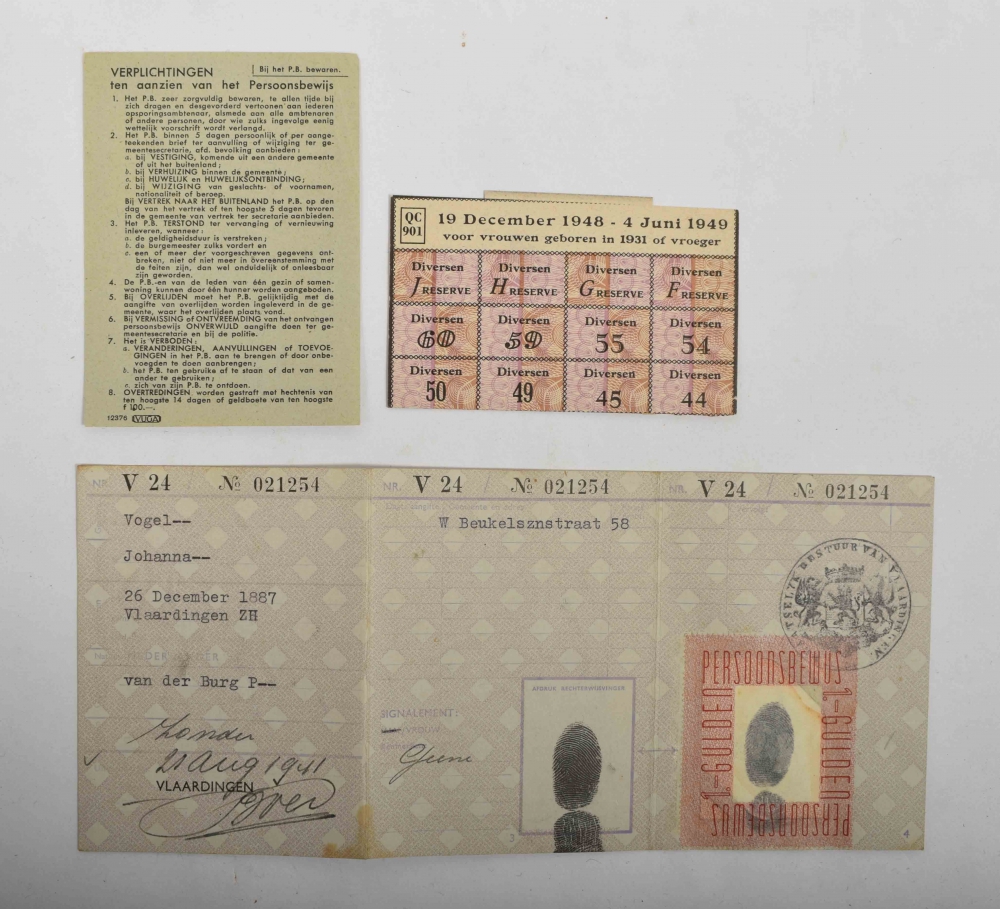 VERPLICHTINGEN
Bij het P.B. bewaren.
ten aanzien van het Persoonsbewijs
1. Het P.B. zeer zorgvuldig bewaren, te allen tijde bij
zich dragen en desgevorderd vertoonen aan iederen
opsporingsambtenaar, alsmede aan alle ambtenaren
of andere personen, door wie zulks ingevolge eenig
wettelijk voorschrift wordt verlangd.
2. Het P.B. binnen 5 dagen persoonlijk of per aange-
teekenden brief ter aanvulling of wijziging ter ge-
meentesecretarie, afd. bevolking aanbieden:
a. bij VESTIGING, komende uit een andere gemeente
of uit het buitenland;
b. bij VERHUIZING binnen de gemeente;
c. bij HUWELIJK en HUWELIJKSONTBINDING;
d. bij WIJZIGING van geslachts- of voornamen,
nationaliteit of beroep.
Bij VERTREK NAAR HET BUITENLAND het P.B. op den
dag van het vertrek of ten hoogste 5 dagen tevoren
in de gemeente van vertrek ter secretarie aanbieden.
3. Het P.B. TERSTOND ter vervanging of vernieuwing
inleveren, wanneer:
a. de geldigheidsduur is verstreken;
b. de burgemeester zulks vordert en
c. een of meer der voorgeschreven gegevens ont-
breken, niet of niet meer in overeenstemming met
de feiten zijn, dan wel onduidelijk of onleesbaar
zijn geworden.
4. De P.B.-en van de leden van één gezin of samen-
woning kunnen door één hunner worden aangeboden.
5. Bij OVERLIJDEN moet het P.B. gelijktijdig met de
aangifte van overlijden worden ingeleverd in de ge-
meente, waar het overlijden plaats vond.
6. Bij VERMISSING of ONTVREEMDING van het ontvangen
persoonsbewijs ONVERWIJLD aangifte doen ter ge-
meentesecretarie en bij de politie.
7. Het is VERBODEN:
a. VERANDERINGEN, AANVULLINGEN of TOEVOE-
GINGEN in het P.B. aan te brengen of door onbe-
voegden te doen aanbrengen;
b. het P.B. ten gebruike af te staan of dat van een
ander te gebruiken;
c. zich van zijn P.B. te ontdoen.
8. OVERTREDINGEN worden gestraft met hechtenis van
ten hoogste 14 dagen of geldboete van ten hoogste
f 100.—.
12376 VUGA
QC
901
19 December 1948 - 4 Juni 1949
voor vrouwen geboren in 1931 of vroeger
Diversen Diversen Diversen Diversen
J RESERVE H RESERVE G RESERVE F RESERVE
Diversen Diversen Diversen Diversen
60 59 55 54
Diversen Diversen Diversen Diversen
50 49 45 44
NR. V 24 / № 021254
NR. V 24 / № 021254
NR. V 24 / № 021254
Vogel--
Johanna--
26 December 1887
Vlaardingen ZH
van der Burg P--
Zonder
21 Aug 1941
VLAARDINGEN
W Beukelsznstraat 58
SIGNALEMENT:
Geene
AFDRUK RECHTERWIJSVINGER
3
PLAATSELIJK BESTUUR VAN VLAARDINGEN.
PERSOONSBEWIJS
1.- GULDEN
1.- GULDEN
PERSOONSBEWIJS
4